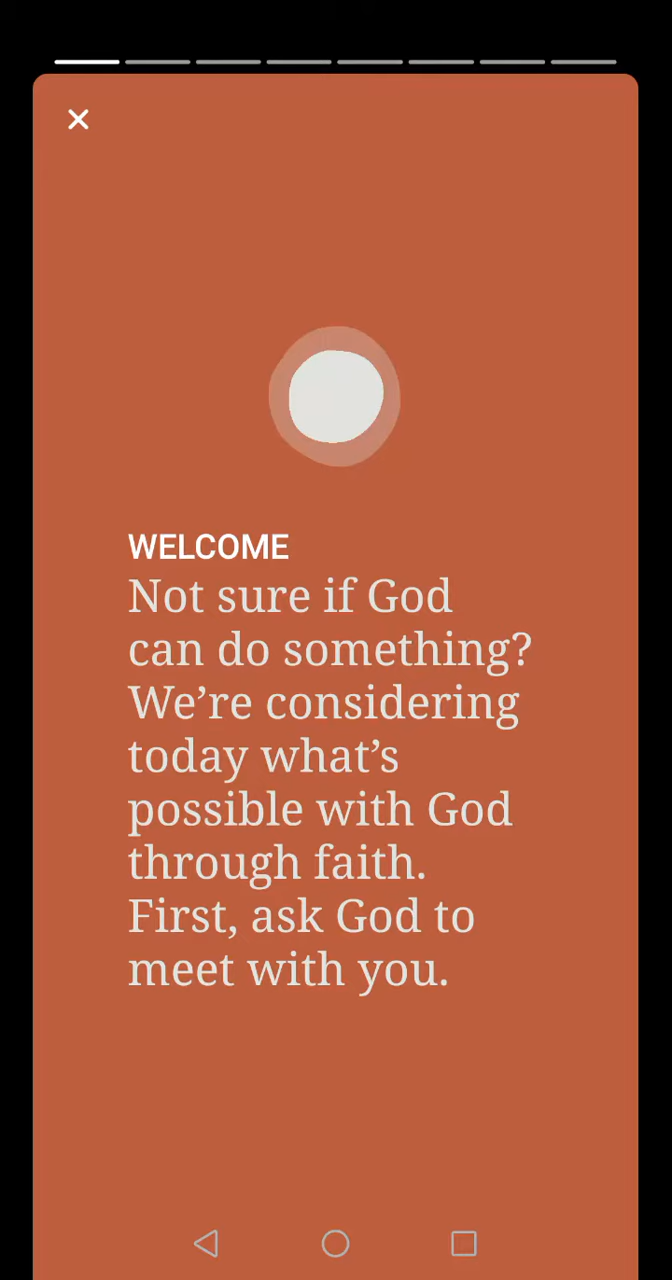 WELCOME
Not sure if God
can do something?
We’re considering
today what’s
possible with God
through faith.
First, ask God to
meet with you.